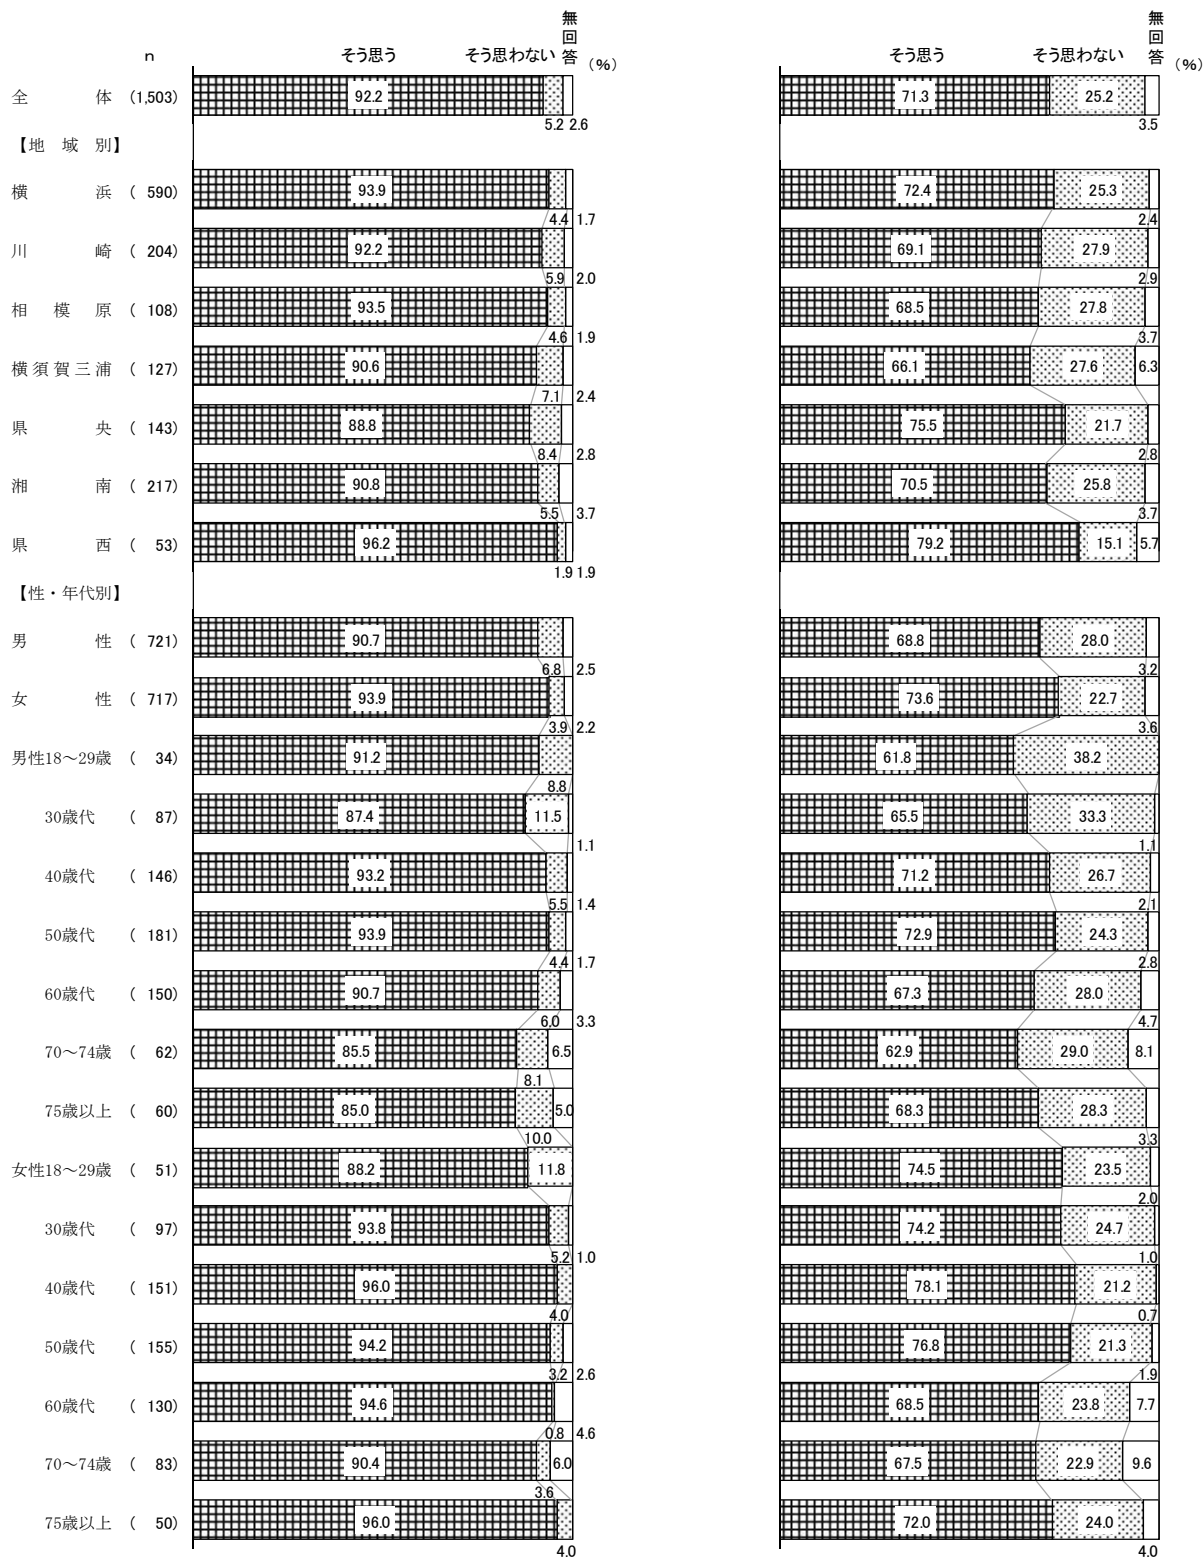 無回答 無回答
n そう思う そう思わない (%) そう思う そう思わない (%)
全体 (1,503) 92.2 71.3 25.2
5.2 2.6 3.5
【地域別】
横浜 ( 590) 93.9 72.4 25.3
4.4 1.7 2.4
川崎 ( 204) 92.2 69.1 27.9
5.9 2.0 2.9
相模原 ( 108) 93.5 68.5 27.8
4.6 1.9 3.7
横須賀三浦 ( 127) 90.6 66.1 27.6 6.3
7.1 2.4
県央 ( 143) 88.8 75.5 21.7
8.4 2.8 2.8
湘南 ( 217) 90.8 70.5 25.8
5.5 3.7 3.7
県西 ( 53) 96.2 79.2 15.1 5.7
1.9 1.9
【性・年代別】
男性 ( 721) 90.7 68.8 28.0
6.8 2.5 3.2
女性 ( 717) 93.9 73.6 22.7
3.9 2.2 3.6
男性18～29歳 ( 34) 91.2 61.8 38.2
8.8
30歳代 ( 87) 87.4 11.5 65.5 33.3
1.1 1.1
40歳代 ( 146) 93.2 71.2 26.7
5.5 1.4 2.1
50歳代 ( 181) 93.9 72.9 24.3
4.4 1.7 2.8
60歳代 ( 150) 90.7 67.3 28.0
6.0 3.3 4.7
70～74歳 ( 62) 85.5 6.5 62.9 29.0 8.1
8.1
75歳以上 ( 60) 85.0 5.0 68.3 28.3
10.0 3.3
女性18～29歳 ( 51) 88.2 11.8 74.5 23.5
2.0
30歳代 ( 97) 93.8 74.2 24.7
5.2 1.0 1.0
40歳代 ( 151) 96.0 78.1 21.2
4.0 0.7
50歳代 ( 155) 94.2 76.8 21.3
3.2 2.6 1.9
60歳代 ( 130) 94.6 68.5 23.8 7.7
0.8 4.6
70～74歳 ( 83) 90.4 6.0 67.5 22.9 9.6
3.6
75歳以上 ( 50) 96.0 72.0 24.0
4.0 4.0